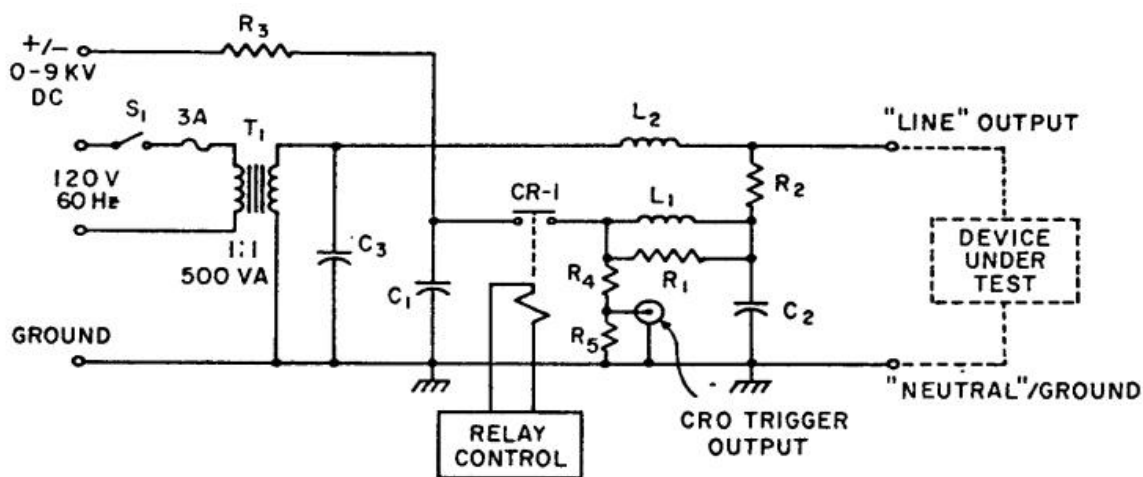 +/-
0-9 KV
DC
R3
S1
3A
T1
120 V
60 Hz
1:1
500 VA
C3
C1
CR-1
L2
L1
R1
R2
R4
R5
C2
"LINE" OUTPUT
DEVICE
UNDER
TEST
GROUND
RELAY
CONTROL
CRO TRIGGER
OUTPUT
"NEUTRAL"/GROUND